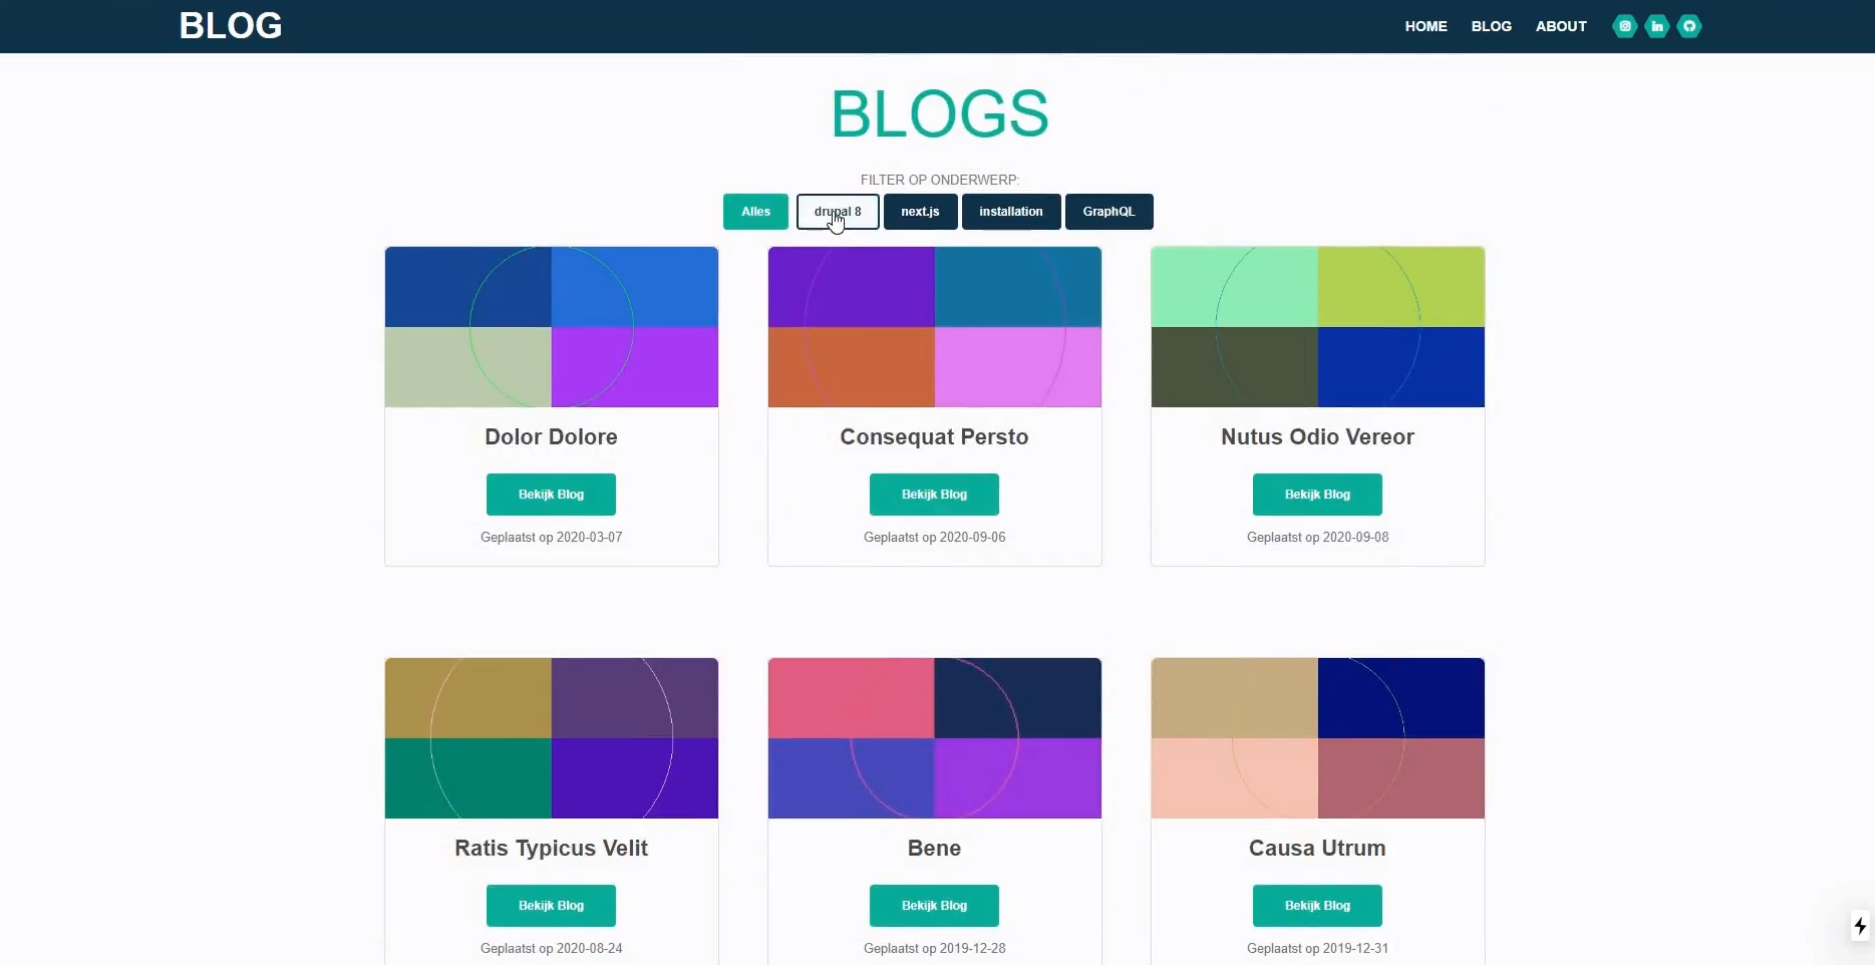 BLOG
HOME BLOG ABOUT
BLOGS
FILTER OP ONDERWERP:
Alles drupal 8 next.js installation GraphQL
Dolor Dolore
Bekijk Blog
Geplaatst op 2020-03-07
Consequat Persto
Bekijk Blog
Geplaatst op 2020-09-06
Nutus Odio Vereor
Bekijk Blog
Geplaatst op 2020-09-08
Ratis Typicus Velit
Bekijk Blog
Geplaatst op 2020-08-24
Bene
Bekijk Blog
Geplaatst op 2019-12-28
Causa Utrum
Bekijk Blog
Geplaatst op 2019-12-31